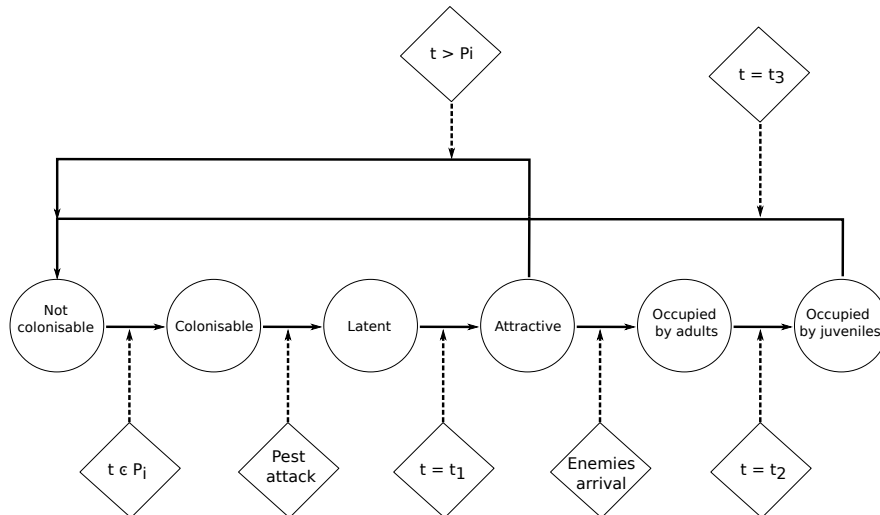 t > Pi
t = t3
Not
colonisable
Colonisable
Latent
Attractive
Occupied
by adults
Occupied
by juveniles
t є Pi
Pest
attack
t = t1
Enemies
arrival
t = t2